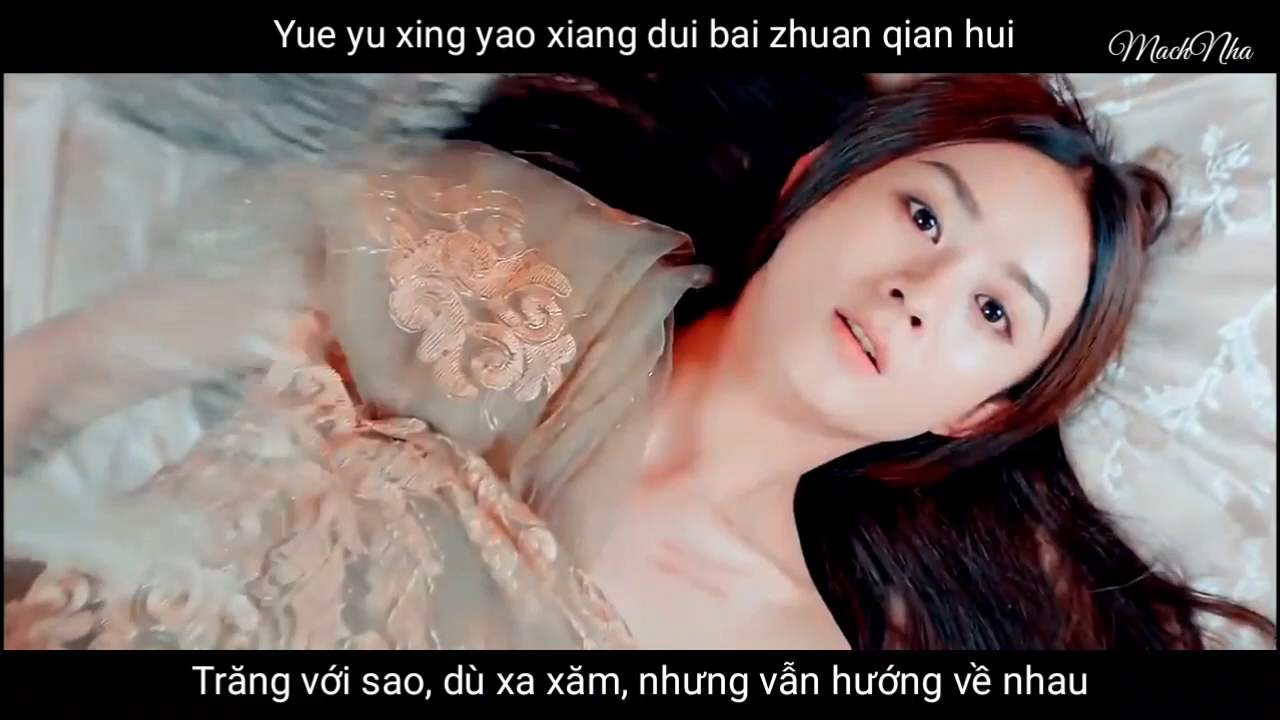 Yue yu xing yao xiang dui bai zhuan qian hui
MachNha
Trăng với sao, dù xa xăm, nhưng vẫn hướng về nhau